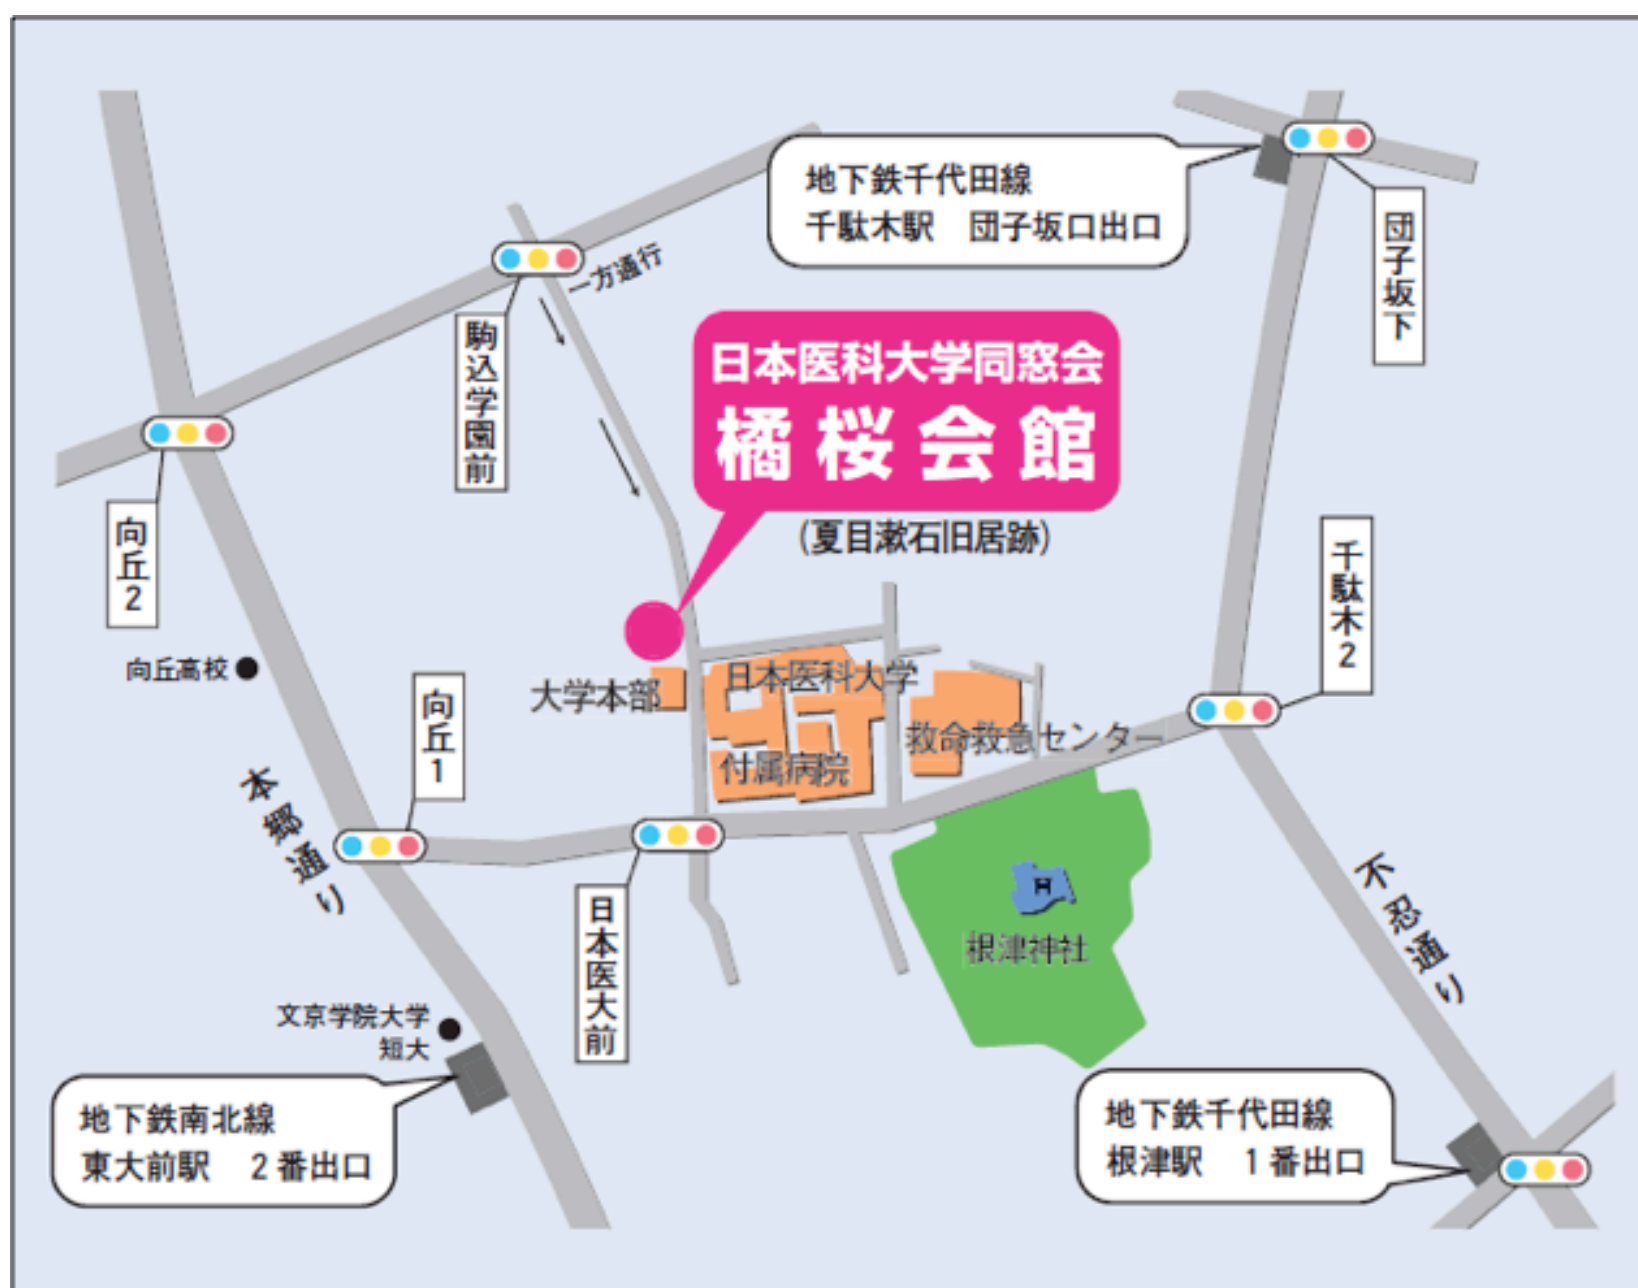 地下鉄千代田線
千駄木駅　団子坂口出口
団子坂下
一方通行
駒込学園前
日本医科大学同窓会
橘桜会館
(夏目漱石旧居跡)
向丘2
千駄木2
向丘高校
大学本部
日本医科大学
付属病院
救命救急センター
向丘1
本郷通り
日本医大前
根津神社
不忍通り
文京学院大学
短大
地下鉄南北線
東大前駅　2番出口
地下鉄千代田線
根津駅　1番出口